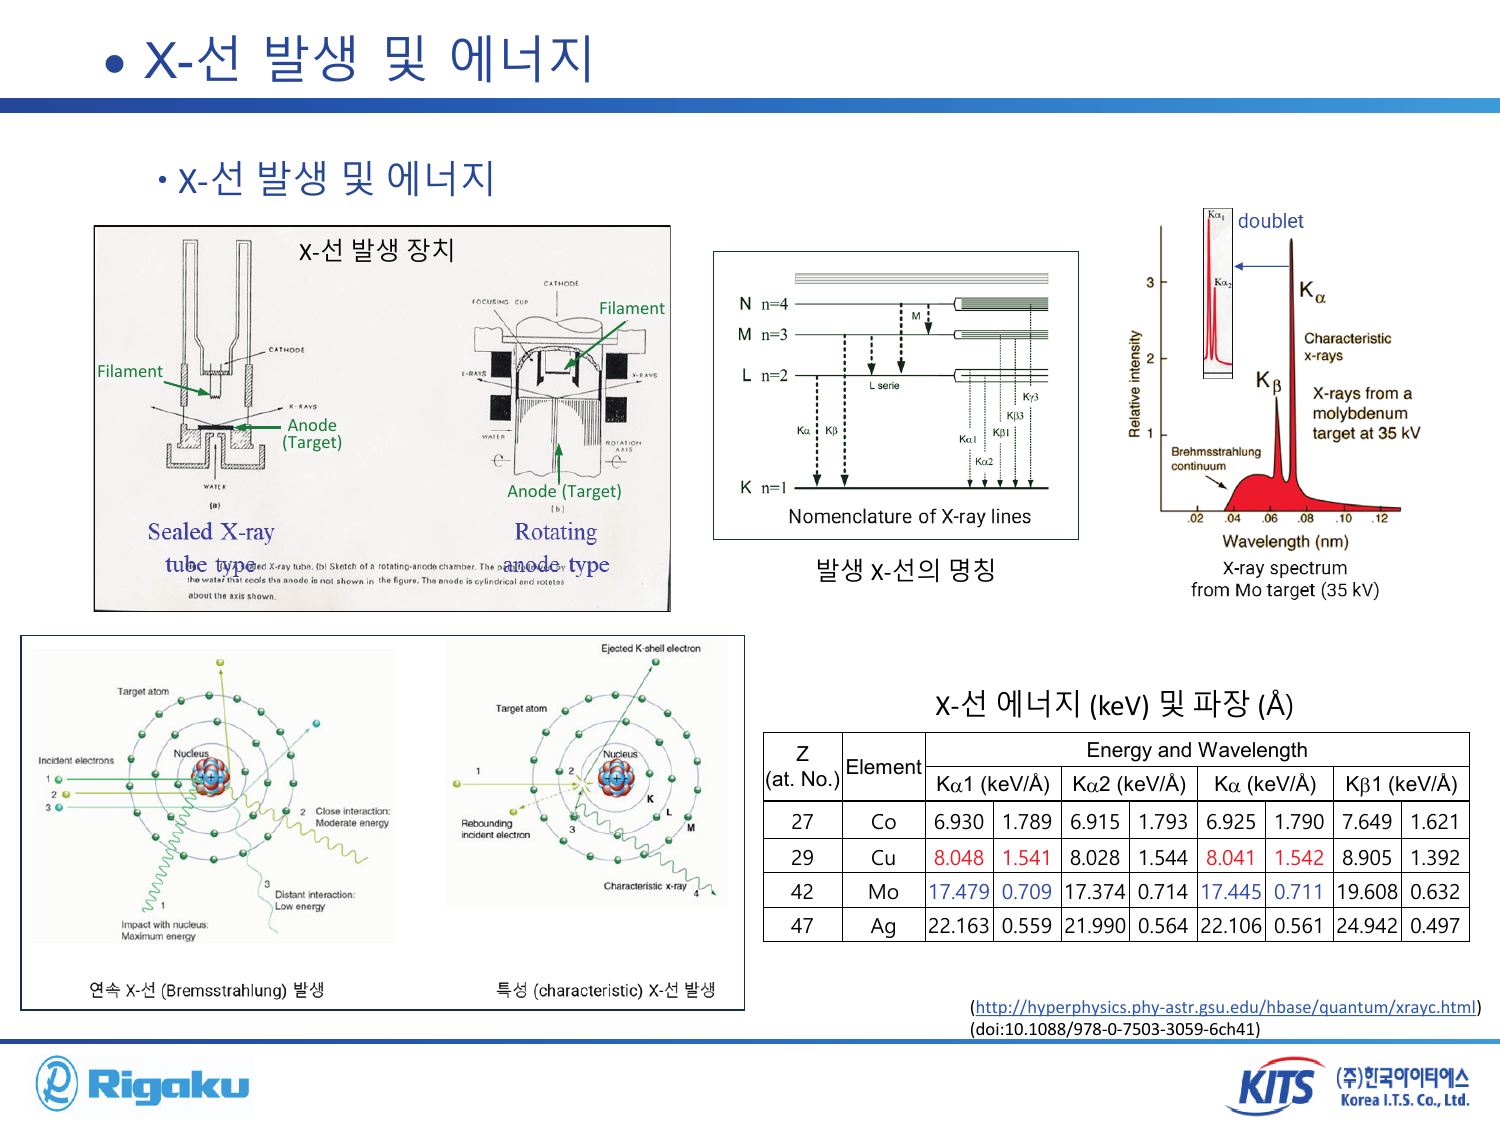 • X-선 발생 및 에너지
• X-선 발생 및 에너지
X-선 발생 장치
CATHODE
FOCUSING CUP
Filament
CATHODE
Filament
X-RAYS
X-RAYS
X-RAYS
Anode
(Target)
WATER
ROTATION
AXIS
WATER
Anode (Target)
(a)
(b)
Sealed X-ray
tube type
Rotating
anode type
X-ray tube. (b) Sketch of a rotating-anode chamber. The
the water that cools the anode is not shown in the figure. The anode is cylindrical and rotates
about the axis shown.
N n=4
M n=3
L n=2
K n=1
M
L serie
Kα
Kβ
Kα1
Kα2
Kβ1
Kβ3
Kγ3
Nomenclature of X-ray lines
발생 X-선의 명칭
Kα1
doublet
Kα2
Kα
Kβ
Characteristic
x-rays
X-rays from a
molybdenum
target at 35 kV
Brehmsstrahlung
continuum
Relative intensity
3
2
1
.02 .04 .06 .08 .10 .12
Wavelength (nm)
X-ray spectrum
from Mo target (35 kV)
Target atom
Nucleus
Incident electrons
1
2
3
2 Close interaction:
Moderate energy
3
Distant interaction:
Low energy
1
Impact with nucleus:
Maximum energy
연속 X-선 (Bremsstrahlung) 발생
Ejected K-shell electron
Target atom
Nucleus
1
2
K
L
M
Rebounding
incident electron
3
Characteristic x-ray
4
특성 (characteristic) X-선 발생
X-선 에너지 (keV) 및 파장 (Å)
Z
(at. No.) Element Energy and Wavelength
Kα1 (keV/Å) Kα2 (keV/Å) Kα (keV/Å) Kβ1 (keV/Å)
27 Co 6.930 1.789 6.915 1.793 6.925 1.790 7.649 1.621
29 Cu 8.048 1.541 8.028 1.544 8.041 1.542 8.905 1.392
42 Mo 17.479 0.709 17.374 0.714 17.445 0.711 19.608 0.632
47 Ag 22.163 0.559 21.990 0.564 22.106 0.561 24.942 0.497
(http://hyperphysics.phy-astr.gsu.edu/hbase/quantum/xrayc.html)
(doi:10.1088/978-0-7503-3059-6ch41)
Rigaku
KITS (주)한국아이티에스
Korea I.T.S. Co., Ltd.